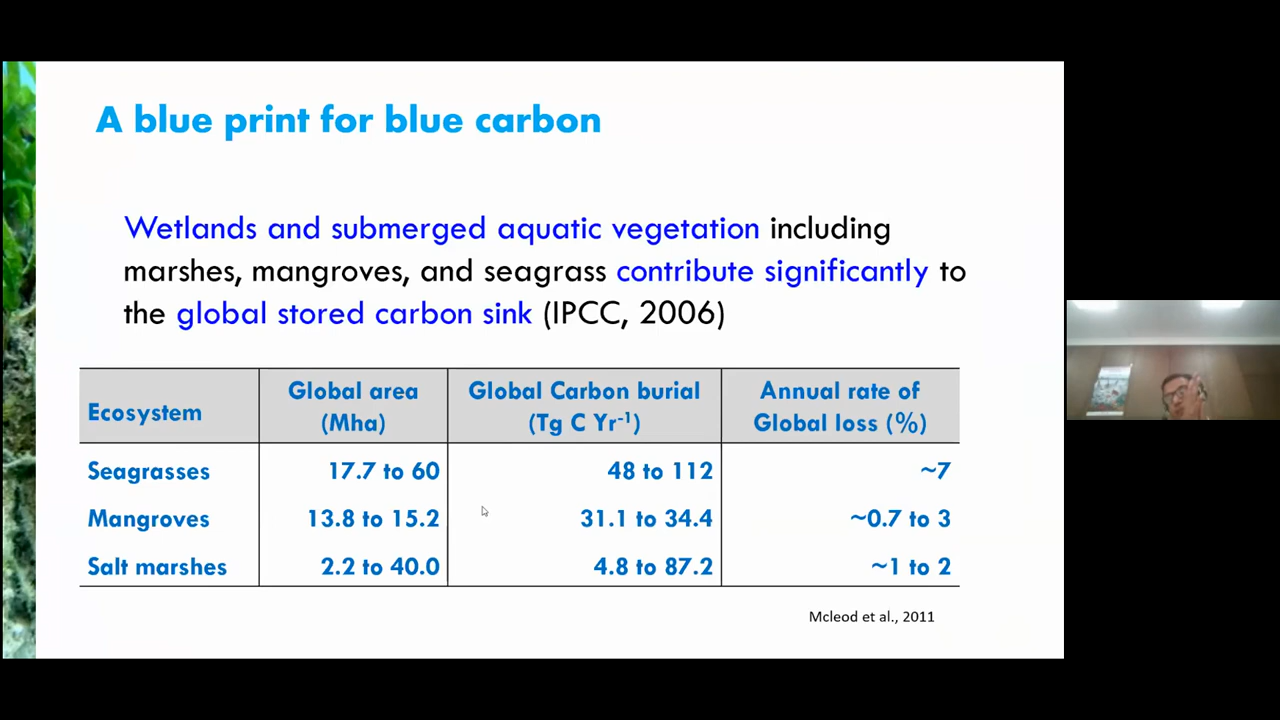 A blue print for blue carbon
Wetlands and submerged aquatic vegetation including
marshes, mangroves, and seagrass contribute significantly to
the global stored carbon sink (IPCC, 2006)
Ecosystem
Global area
(Mha)
Global Carbon burial
(Tg C Yr-1)
Annual rate of
Global loss (%)
Seagrasses 17.7 to 60 48 to 112 ~7
Mangroves 13.8 to 15.2 31.1 to 34.4 ~0.7 to 3
Salt marshes 2.2 to 40.0 4.8 to 87.2 ~1 to 2
Mcleod et al., 2011